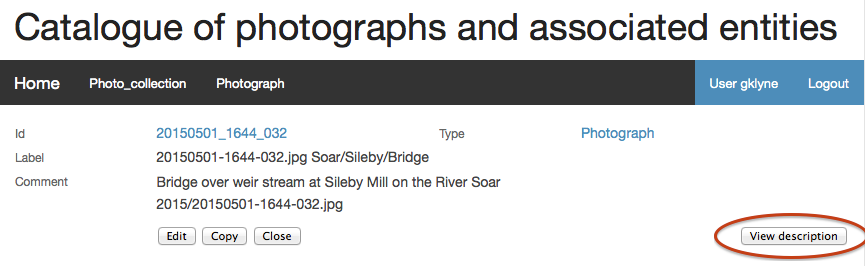 Catalogue of photographs and associated entities
Home Photo_collection Photograph User gklyne Logout
Id 20150501_1644_032 Type Photograph
Label 20150501-1644-032.jpg Soar/Sileby/Bridge
Comment Bridge over weir stream at Sileby Mill on the River Soar
2015/20150501-1644-032.jpg
Edit Copy Close View description